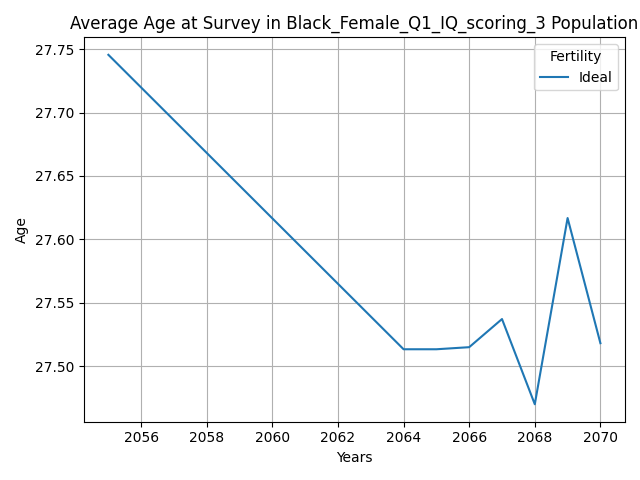 Average Age at Survey in Black_Female_Q1_IQ_scoring_3 Population
27.75
27.70
27.65
27.60
27.55
27.50
Age
Fertility
Ideal
2056 2058 2060 2062 2064 2066 2068 2070
Years